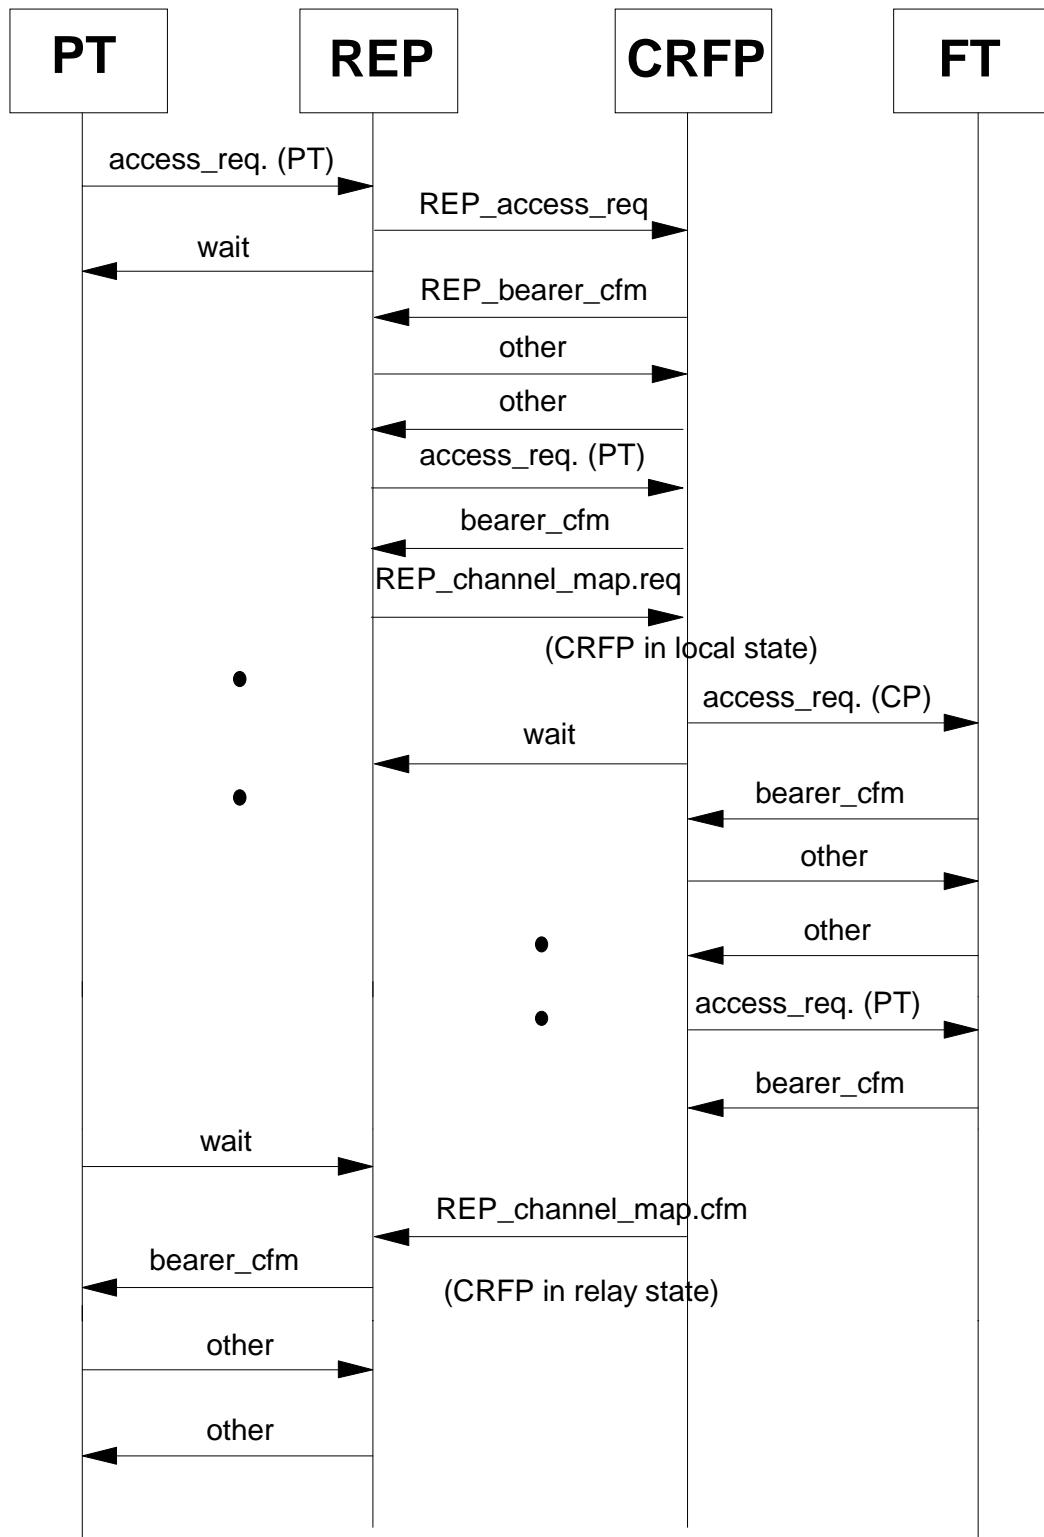 PT REP CRFP FT
access_req. (PT)
REP_access_req
wait
REP_bearer_cfm
other
other
access_req. (PT)
bearer_cfm
REP_channel_map.req
(CRFP in local state)
access_req. (CP)
wait
bearer_cfm
other
other
access_req. (PT)
bearer_cfm
wait
REP_channel_map.cfm
bearer_cfm
(CRFP in relay state)
other
other